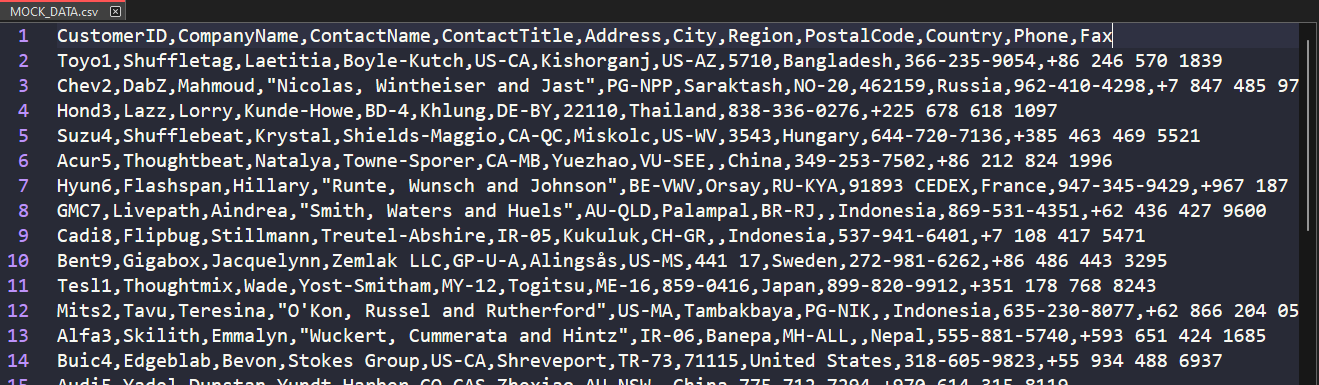 MOCK_DATA.csv
1 CustomerID,CompanyName,ContactName,ContactTitle,Address,City,Region,PostalCode,Country,Phone,Fax
2 Toyo1,Shuffletag,Laetitia,Boyle-Kutch,US-CA,Kishorganj,US-AZ,5710,Bangladesh,366-235-9054,+86 246 570 1839
3 Chev2,DabZ,Mahmoud,"Nicolas, Wintheiser and Jast",PG-NPP,Saraktash,NO-20,462159,Russia,962-410-4298,+7 847 485 97
4 Hond3,Lazz,Lorry,Kunde-Howe,BD-4,Khlung,DE-BY,22110,Thailand,838-336-0276,+225 678 618 1097
5 Suzu4,Shufflebeat,Krystal,Shields-Maggio,CA-QC,Miskolc,US-WV,3543,Hungary,644-720-7136,+385 463 469 5521
6 Acur5,Thoughtbeat,Natalya,Towne-Sporer,CA-MB,Yuezhao,VU-SEE,,China,349-253-7502,+86 212 824 1996
7 Hyun6,Flashspan,Hillary,"Runte, Wunsch and Johnson",BE-VWV,Orsay,RU-KYA,91893 CEDEX,France,947-345-9429,+967 187
8 GMC7,Livepath,Aindrea,"Smith, Waters and Huels",AU-QLD,Palampal,BR-RJ,,Indonesia,869-531-4351,+62 436 427 9600
9 Cadi8,Flipbug,Stillmann,Treutel-Abshire,IR-05,Kukuluk,CH-GR,,Indonesia,537-941-6401,+7 108 417 5471
10 Bent9,Gigabox,Jacquelynn,Zemlak LLC,GP-U-A,Alingsås,US-MS,441 17,Sweden,272-981-6262,+86 486 443 3295
11 Tesl1,Thoughtmix,Wade,Yost-Smitham,MY-12,Togitsu,ME-16,859-0416,Japan,899-820-9912,+351 178 768 8243
12 Mits2,Tavu,Teresina,"O'Kon, Russel and Rutherford",US-MA,Tambakbaya,PG-NIK,,Indonesia,635-230-8077,+62 866 204 05
13 Alfa3,Skilith,Emmalyn,"Wuckert, Cummerata and Hintz",IR-06,Banepa,MH-ALL,,Nepal,555-881-5740,+593 651 424 1685
14 Buic4,Edgeblab,Bevon,Stokes Group,US-CA,Shreveport,TR-73,71115,United States,318-605-9823,+55 934 488 6937